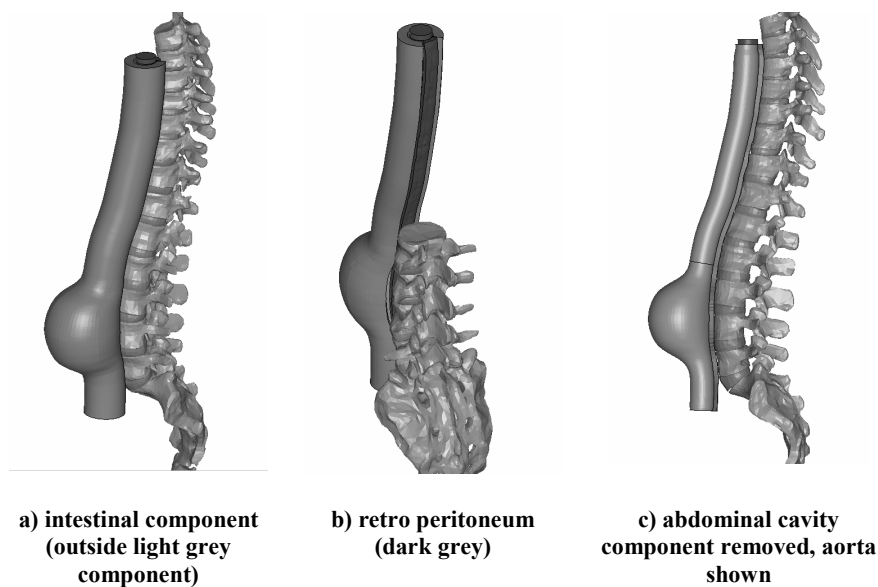 a) intestinal component
(outside light grey
component)
b) retro peritoneum
(dark grey)
c) abdominal cavity
component removed, aorta
shown